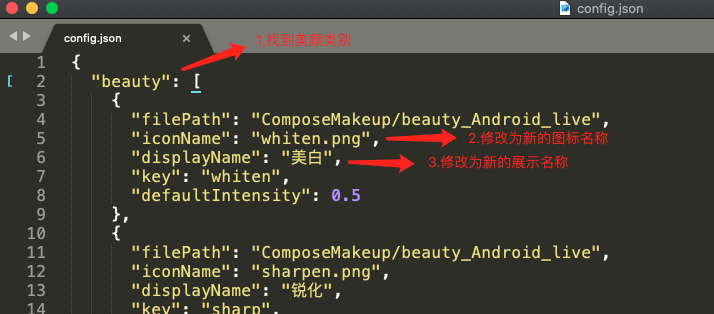 config.json
config.json ×
1.找到美颜类别
1 {
2 "beauty": [
3 {
4 "filePath": "ComposeMakeup/beauty_Android_live",
5 "iconName": "whiten.png", 2.修改为新的图标名称
6 "displayName": "美白", 3.修改为新的展示名称
7 "key": "whiten",
8 "defaultIntensity": 0.5
9 },
10 {
11 "filePath": "ComposeMakeup/beauty_Android_live",
12 "iconName": "sharpen.png",
13 "displayName": "锐化",
14 "key": "sharp",